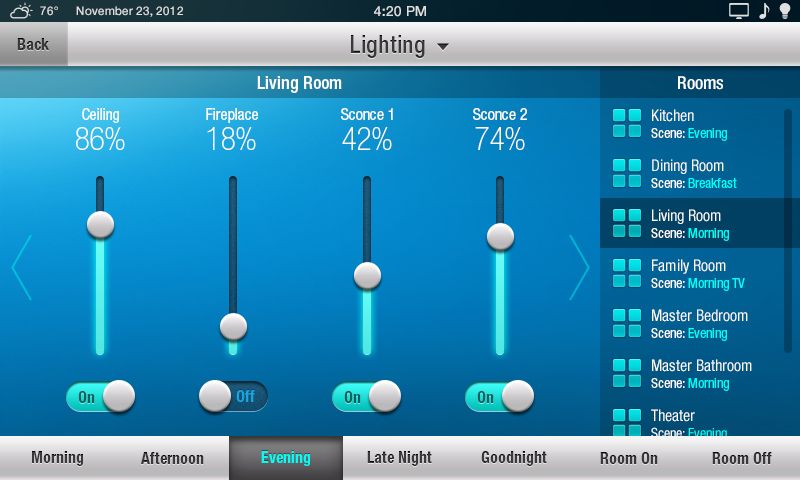 76° November 23, 2012 4:20 PM
Back Lighting
Living Room
Ceiling Fireplace Sconce 1 Sconce 2
86% 18% 42% 74%
On Off On On
Rooms
Kitchen
Scene: Evening
Dining Room
Scene: Breakfast
Living Room
Scene: Morning
Family Room
Scene: Morning TV
Master Bedroom
Scene: Evening
Master Bathroom
Scene: Morning
Theater
Scene: Evening
Morning Afternoon Evening Late Night Goodnight Room On Room Off